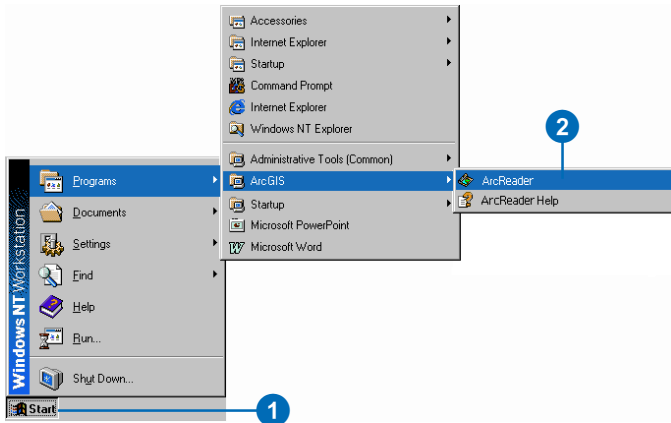 Accessories
Internet Explorer
Startup
Command Prompt
Internet Explorer
Windows NT Explorer
Administrative Tools (Common)
ArcGIS
Startup
Microsoft PowerPoint
Microsoft Word
2
ArcReader
ArcReader Help
Windows NT Workstation
Programs
Documents
Settings
Find
Help
Run...
Shut Down...
Start
1